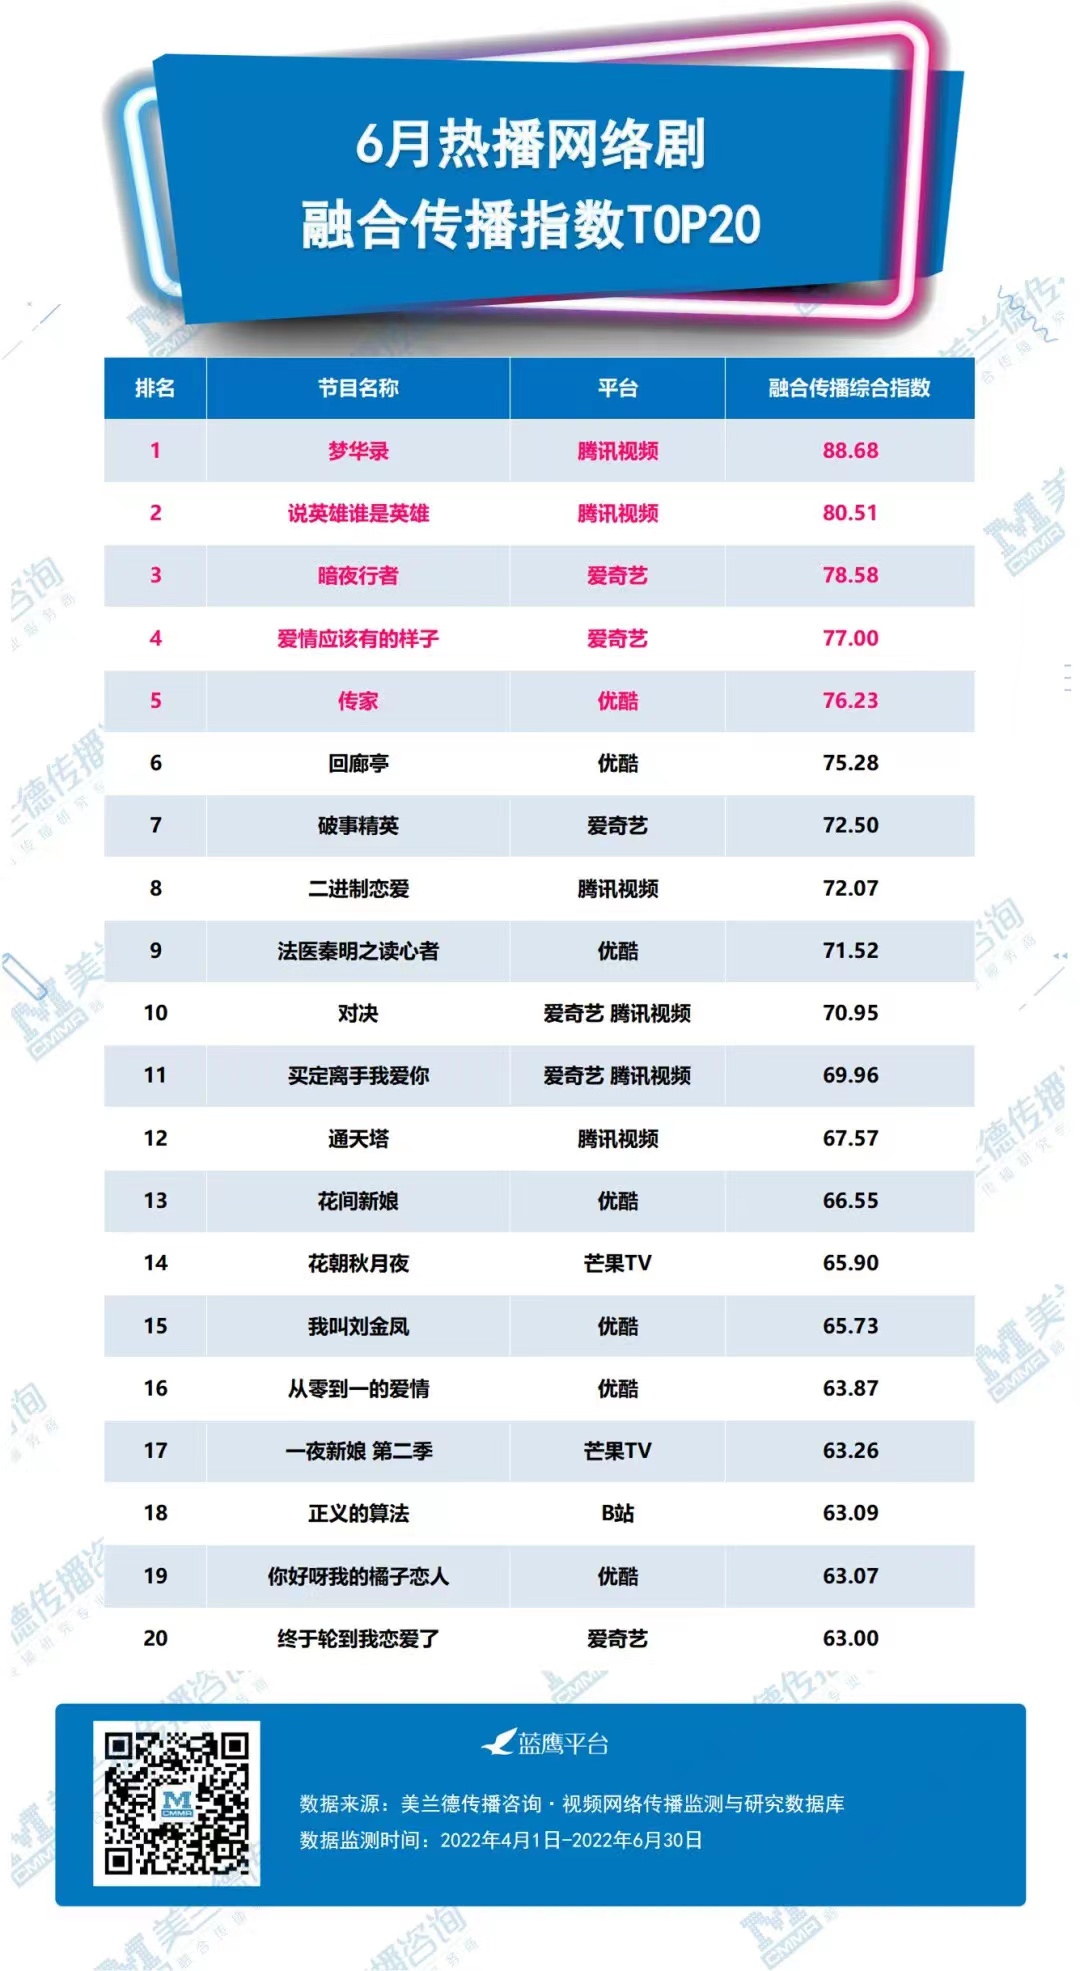 6月热播网络剧
融合传播指数TOP20
排名 节目名称 平台 融合传播综合指数
1 梦华录 腾讯视频 88.68
2 说英雄谁是英雄 腾讯视频 80.51
3 暗夜行者 爱奇艺 78.58
4 爱情应该有的样子 爱奇艺 77.00
5 传家 优酷 76.23
6 回廊亭 优酷 75.28
7 破事精英 爱奇艺 72.50
8 二进制恋爱 腾讯视频 72.07
9 法医秦明之读心者 优酷 71.52
10 对决 爱奇艺 腾讯视频 70.95
11 买定离手我爱你 爱奇艺 腾讯视频 69.96
12 通天塔 腾讯视频 67.57
13 花间新娘 优酷 66.55
14 花朝秋月夜 芒果TV 65.90
15 我叫刘金凤 优酷 65.73
16 从零到一的爱情 优酷 63.87
17 一夜新娘 第二季 芒果TV 63.26
18 正义的算法 B站 63.09
19 你好呀我的橘子恋人 优酷 63.07
20 终于轮到我恋爱了 爱奇艺 63.00
蓝鹰平台
数据来源：美兰德传播咨询·视频网络传播监测与研究数据库
数据监测时间：2022年4月1日-2022年6月30日
M
CMMR